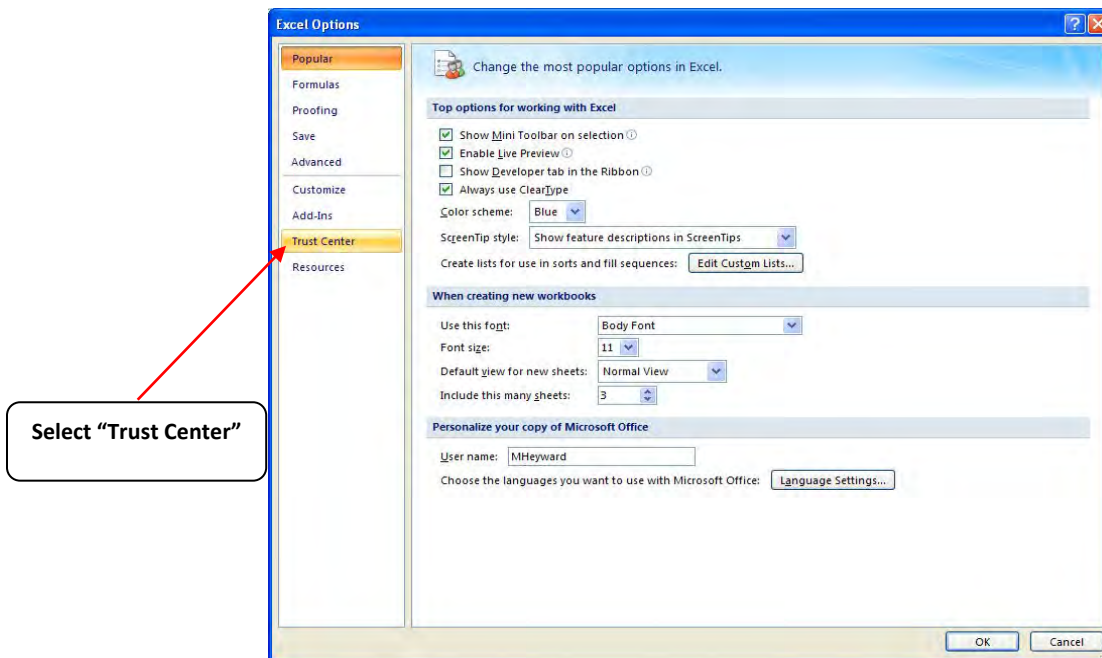 Excel Options
Popular
Formulas
Proofing
Save
Advanced
Customize
Add-Ins
Trust Center
Resources
Change the most popular options in Excel.
Top options for working with Excel
Show Mini Toolbar on selection
Enable Live Preview
Show Developer tab in the Ribbon
Always use ClearType
Color scheme: Blue
ScreenTip style: Show feature descriptions in ScreenTips
Create lists for use in sorts and fill sequences: Edit Custom Lists...
When creating new workbooks
Use this font: Body Font
Font size: 11
Default view for new sheets: Normal View
Include this many sheets: 3
Personalize your copy of Microsoft Office
User name: MHeyward
Choose the languages you want to use with Microsoft Office: Language Settings...
OK Cancel
Select “Trust Center”